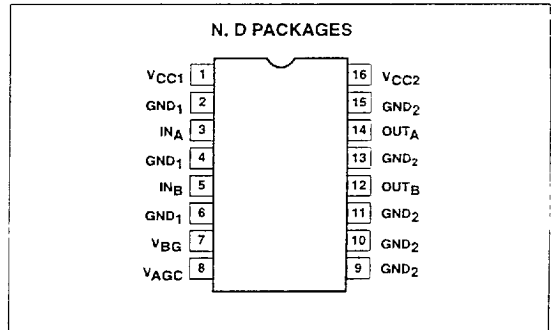 N, D PACKAGES
VCC1 1 16 VCC2
GND1 2 15 GND2
INA 3 14 OUTA
GND1 4 13 GND2
INB 5 12 OUTB
GND1 6 11 GND2
VBG 7 10 GND2
VAGC 8 9 GND2